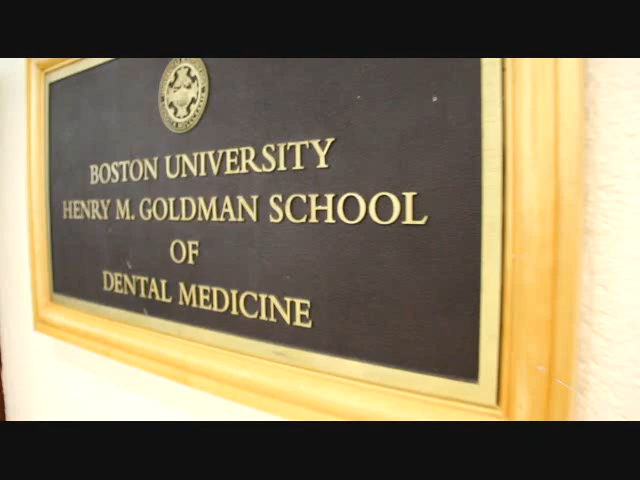 BOSTON UNIVERSITY
HENRY M. GOLDMAN SCHOOL
OF
DENTAL MEDICINE